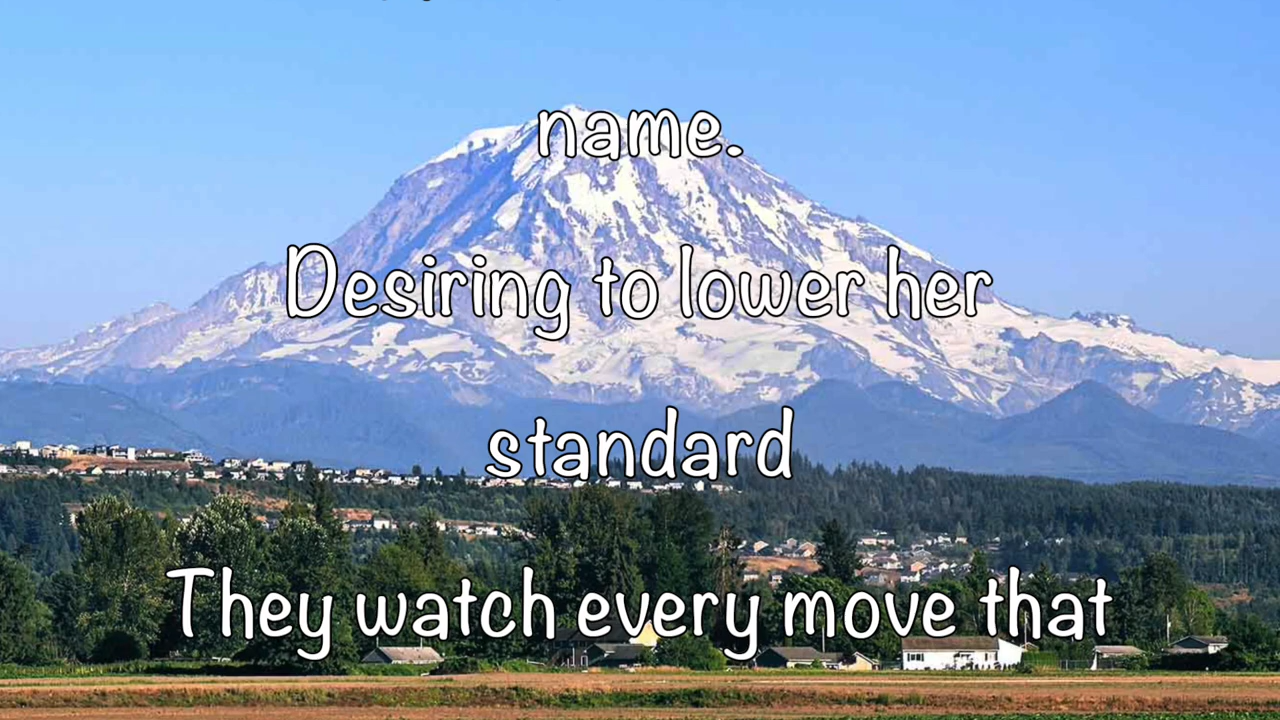 name.
Desiring to lower her
standard
They watch every move that